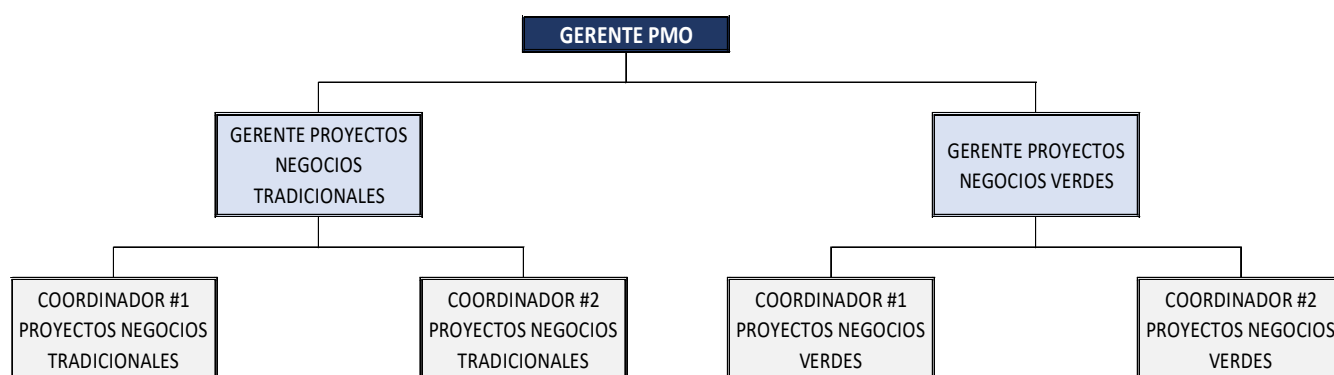 GERENTE PMO
GERENTE PROYECTOS
NEGOCIOS
TRADICIONALES
GERENTE PROYECTOS
NEGOCIOS VERDES
COORDINADOR #1
PROYECTOS NEGOCIOS
TRADICIONALES
COORDINADOR #2
PROYECTOS NEGOCIOS
TRADICIONALES
COORDINADOR #1
PROYECTOS NEGOCIOS
VERDES
COORDINADOR #2
PROYECTOS NEGOCIOS
VERDES